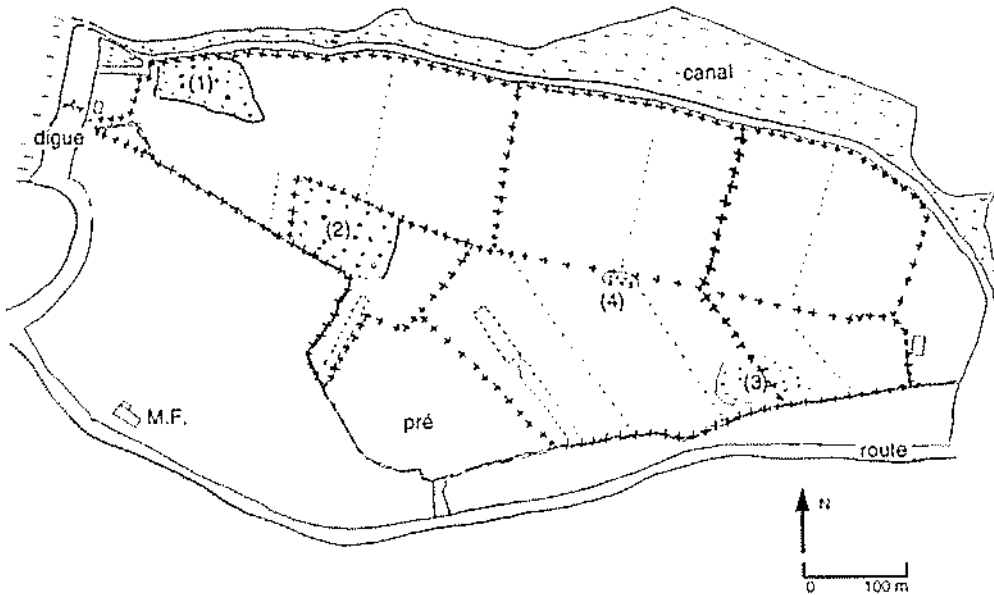 canal
(1)
digue
(2)
(4)
(3)
M.F.
pré
route
N
0 100 m